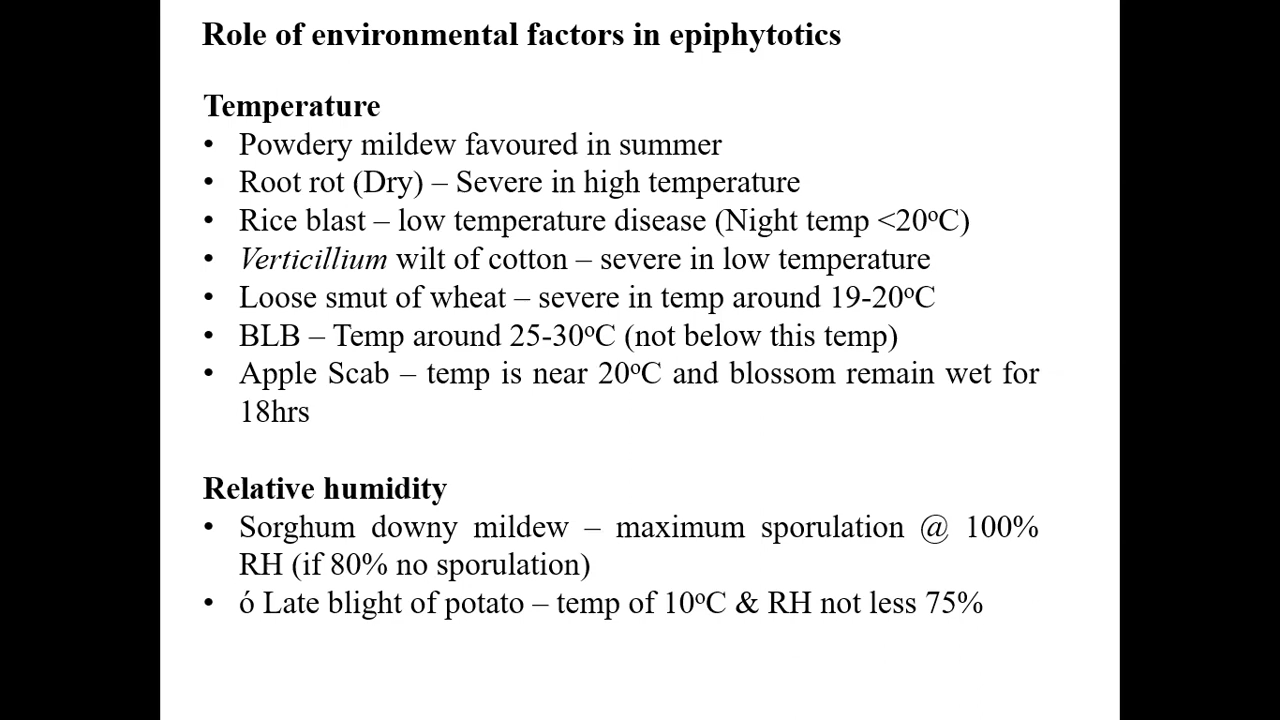 Role of environmental factors in epiphytotics
Temperature
• Powdery mildew favoured in summer
• Root rot (Dry) – Severe in high temperature
• Rice blast – low temperature disease (Night temp <20ºC)
• Verticillium wilt of cotton – severe in low temperature
• Loose smut of wheat – severe in temp around 19-20ºC
• BLB – Temp around 25-30ºC (not below this temp)
• Apple Scab – temp is near 20ºC and blossom remain wet for
18hrs
Relative humidity
• Sorghum downy mildew – maximum sporulation @ 100%
RH (if 80% no sporulation)
• ó Late blight of potato – temp of 10ºC & RH not less 75%